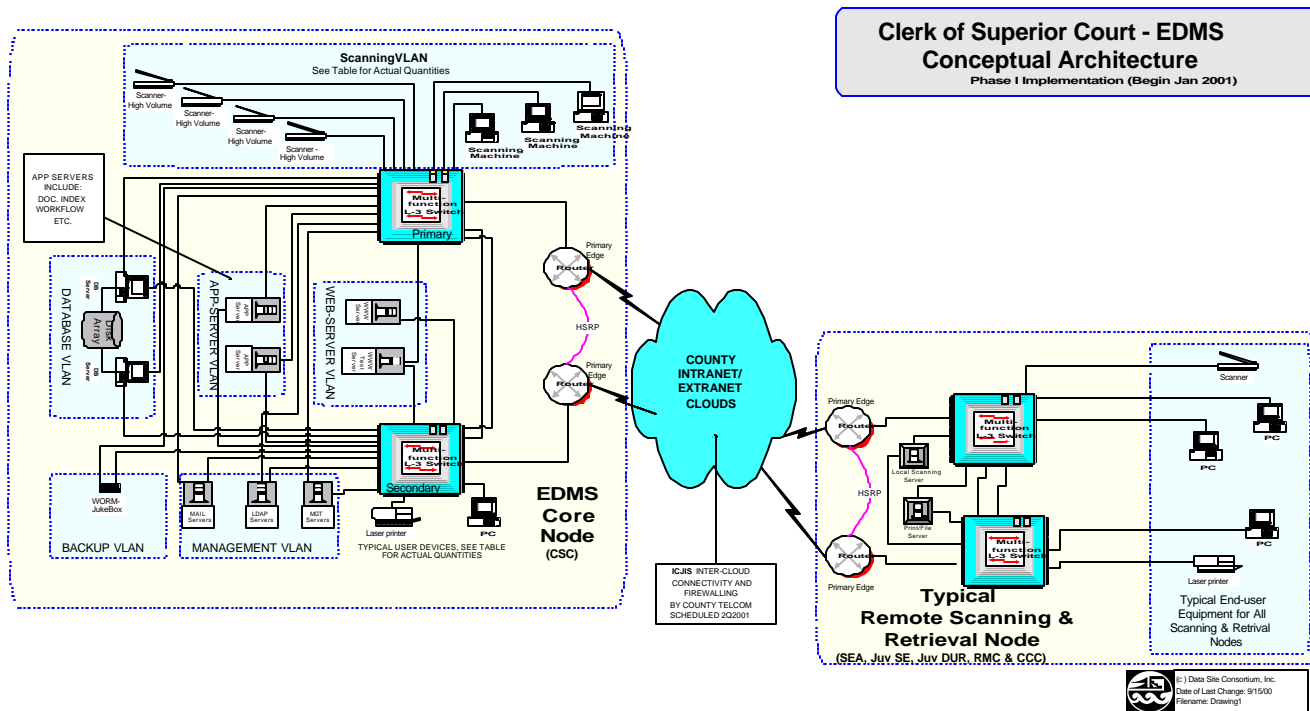 Clerk of Superior Court - EDMS
Conceptual Architecture
Phase I Implementation (Begin Jan 2001)
ScanningVLAN
See Table for Actual Quantities
Scanner-
High Volume
Scanner-
High Volume
Scanner-
High Volume
Scanner -
High Volume
Scanning
Machine
Scanning
Machine
Scanning
Machine
APP SERVERS
INCLUDE:
DOC. INDEX
WORKFLOW
ETC.
Multi-
function
L-3 Switch
Primary
Primary
Edge
Router
HSRP
Primary
Edge
Router
DATABASE VLAN
DB
Server
Disk
Array
DB
Server
APP-SERVER VLAN
APP
Server
APP
Server
WEB-SERVER VLAN
WWW
Server
WWW
Test
Server
Multi-
function
L-3 Switch
Secondary
WORM-
JukeBox
BACKUP VLAN
MAIL
Servers
LDAP
Servers
MGT
Servers
MANAGEMENT VLAN
Laser printer
PC
TYPICAL USER DEVICES, SEE TABLE
FOR ACTUAL QUANTITIES
EDMS
Core
Node
(CSC)
COUNTY
INTRANET/
EXTRANET
CLOUDS
ICJIS INTER-CLOUD
CONNECTIVITY AND
FIREWALLING
BY COUNTY TELCOM
SCHEDULED 2Q2001
Primary Edge
Router
HSRP
Router
Primary Edge
Multi-
function
L-3 Switch
Local Scanning
Server
Print/File
Server
Multi-
function
L-3 Switch
Scanner
PC
PC
PC
Laser printer
Typical End-user
Equipment for All
Scanning & Retrival
Nodes
Typical
Remote Scanning &
Retrieval Node
(SEA, Juv SE, Juv DUR, RMC & CCC)
(c ) Data Site Consortium, Inc.
Date of Last Change: 9/15/00
Filename: Drawing1